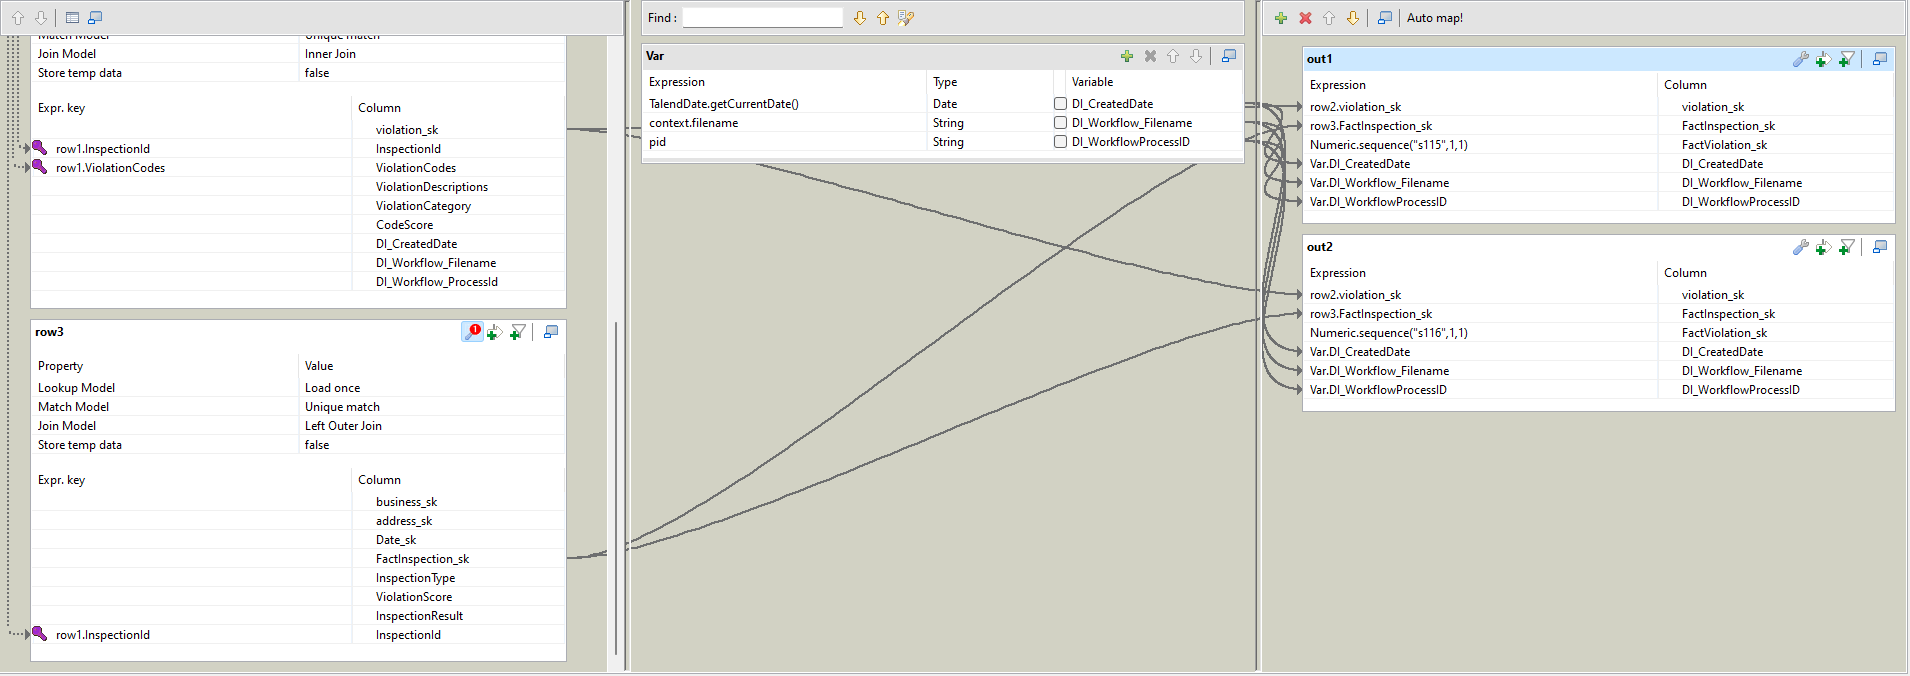 Match Model Unique match
Join Model Inner Join
Store temp data false
Expr. key Column
violation_sk
row1.InspectionId InspectionId
row1.ViolationCodes ViolationCodes
ViolationDescriptions
ViolationCategory
CodeScore
DI_CreatedDate
DI_Workflow_Filename
DI_Workflow_ProcessId
row3
1
Property Value
Lookup Model Load once
Match Model Unique match
Join Model Left Outer Join
Store temp data false
Expr. key Column
business_sk
address_sk
Date_sk
FactInspection_sk
InspectionType
ViolationScore
InspectionResult
row1.InspectionId InspectionId
Find :
Var
Expression Type Variable
TalendDate.getCurrentDate() Date DI_CreatedDate
context.filename String DI_Workflow_Filename
pid String DI_WorkflowProcessID
Auto map!
out1
Expression Column
row2.violation_sk violation_sk
row3.FactInspection_sk FactInspection_sk
Numeric.sequence("s115",1,1) FactViolation_sk
Var.DI_CreatedDate DI_CreatedDate
Var.DI_Workflow_Filename DI_Workflow_Filename
Var.DI_WorkflowProcessID DI_WorkflowProcessID
out2
Expression Column
row2.violation_sk violation_sk
row3.FactInspection_sk FactInspection_sk
Numeric.sequence("s116",1,1) FactViolation_sk
Var.DI_CreatedDate DI_CreatedDate
Var.DI_Workflow_Filename DI_Workflow_Filename
Var.DI_WorkflowProcessID DI_WorkflowProcessID